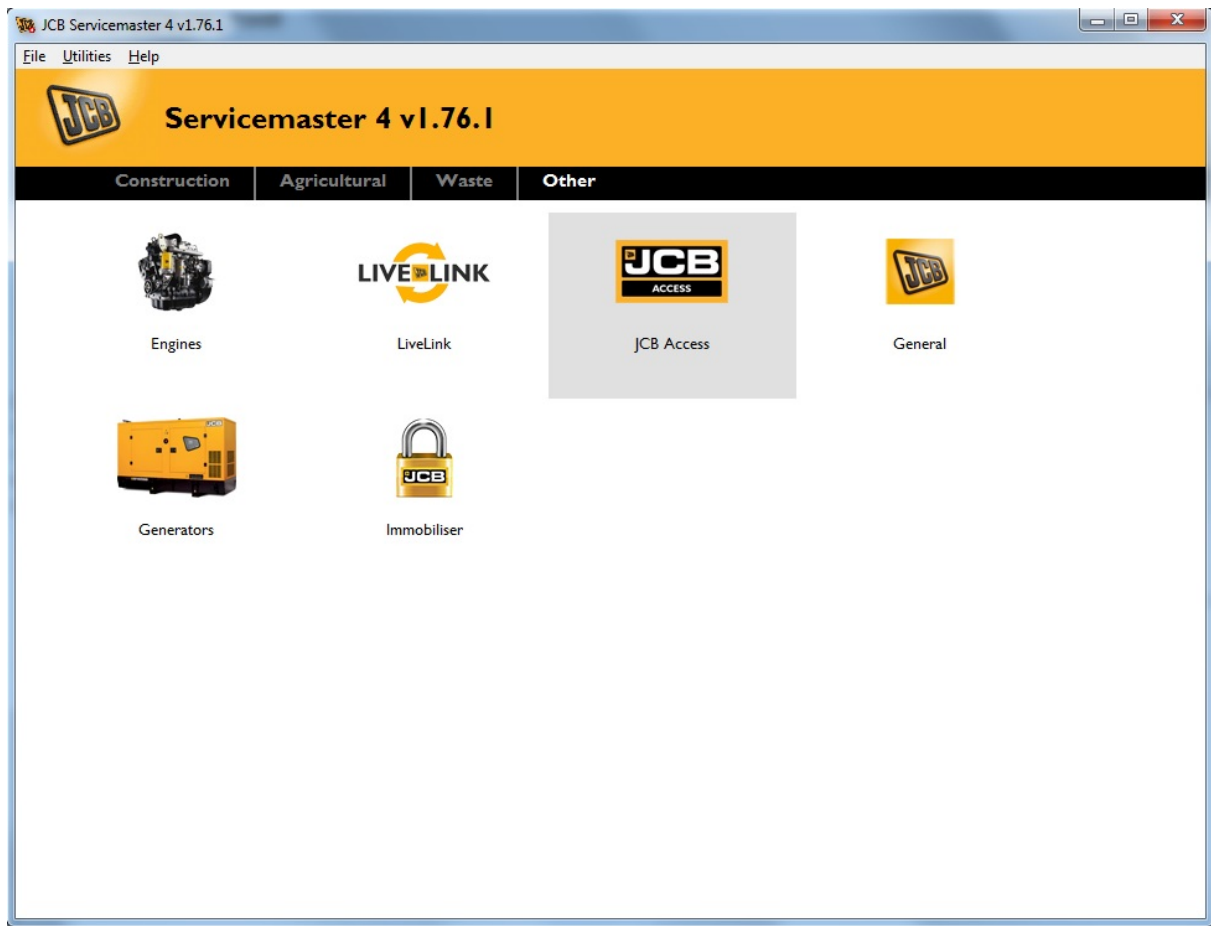 JCB Servicemaster 4 v1.76.1
File Utilities Help
JCB Servicemaster 4 v1.76.1
Construction Agricultural Waste Other
LIVE LINK
JCB
ACCESS
JCB
Engines LiveLink JCB Access General
JCB
JCB
Generators Immobiliser